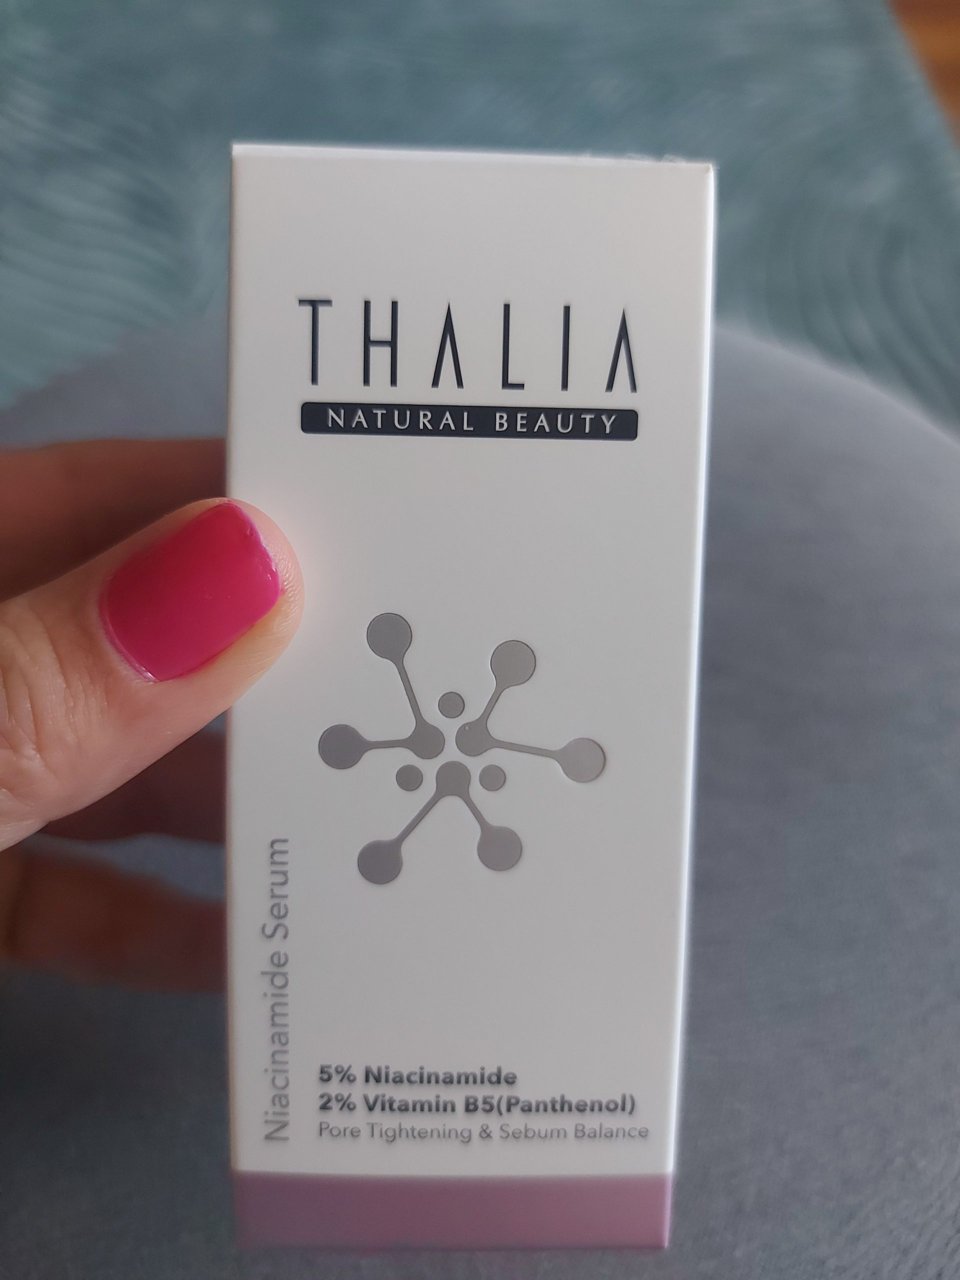 THALIA
NATURAL BEAUTY
Niacinamide Serum
5% Niacinamide
2% Vitamin B5(Panthenol)
Pore Tightening & Sebum Balance